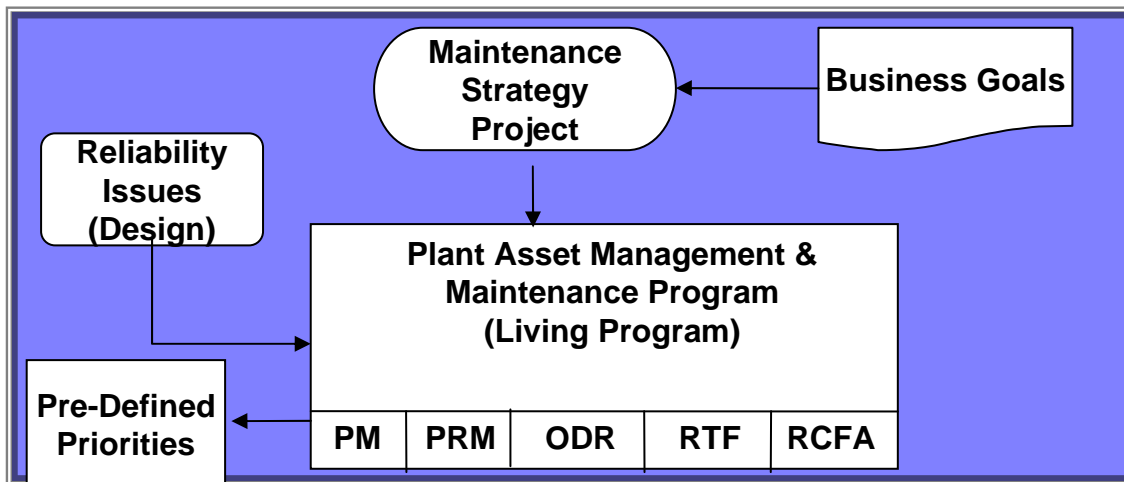 Maintenance
Strategy
Project
Business Goals
Reliability
Issues
(Design)
Plant Asset Management &
Maintenance Program
(Living Program)
Pre-Defined
Priorities
PM PRM ODR RTF RCFA